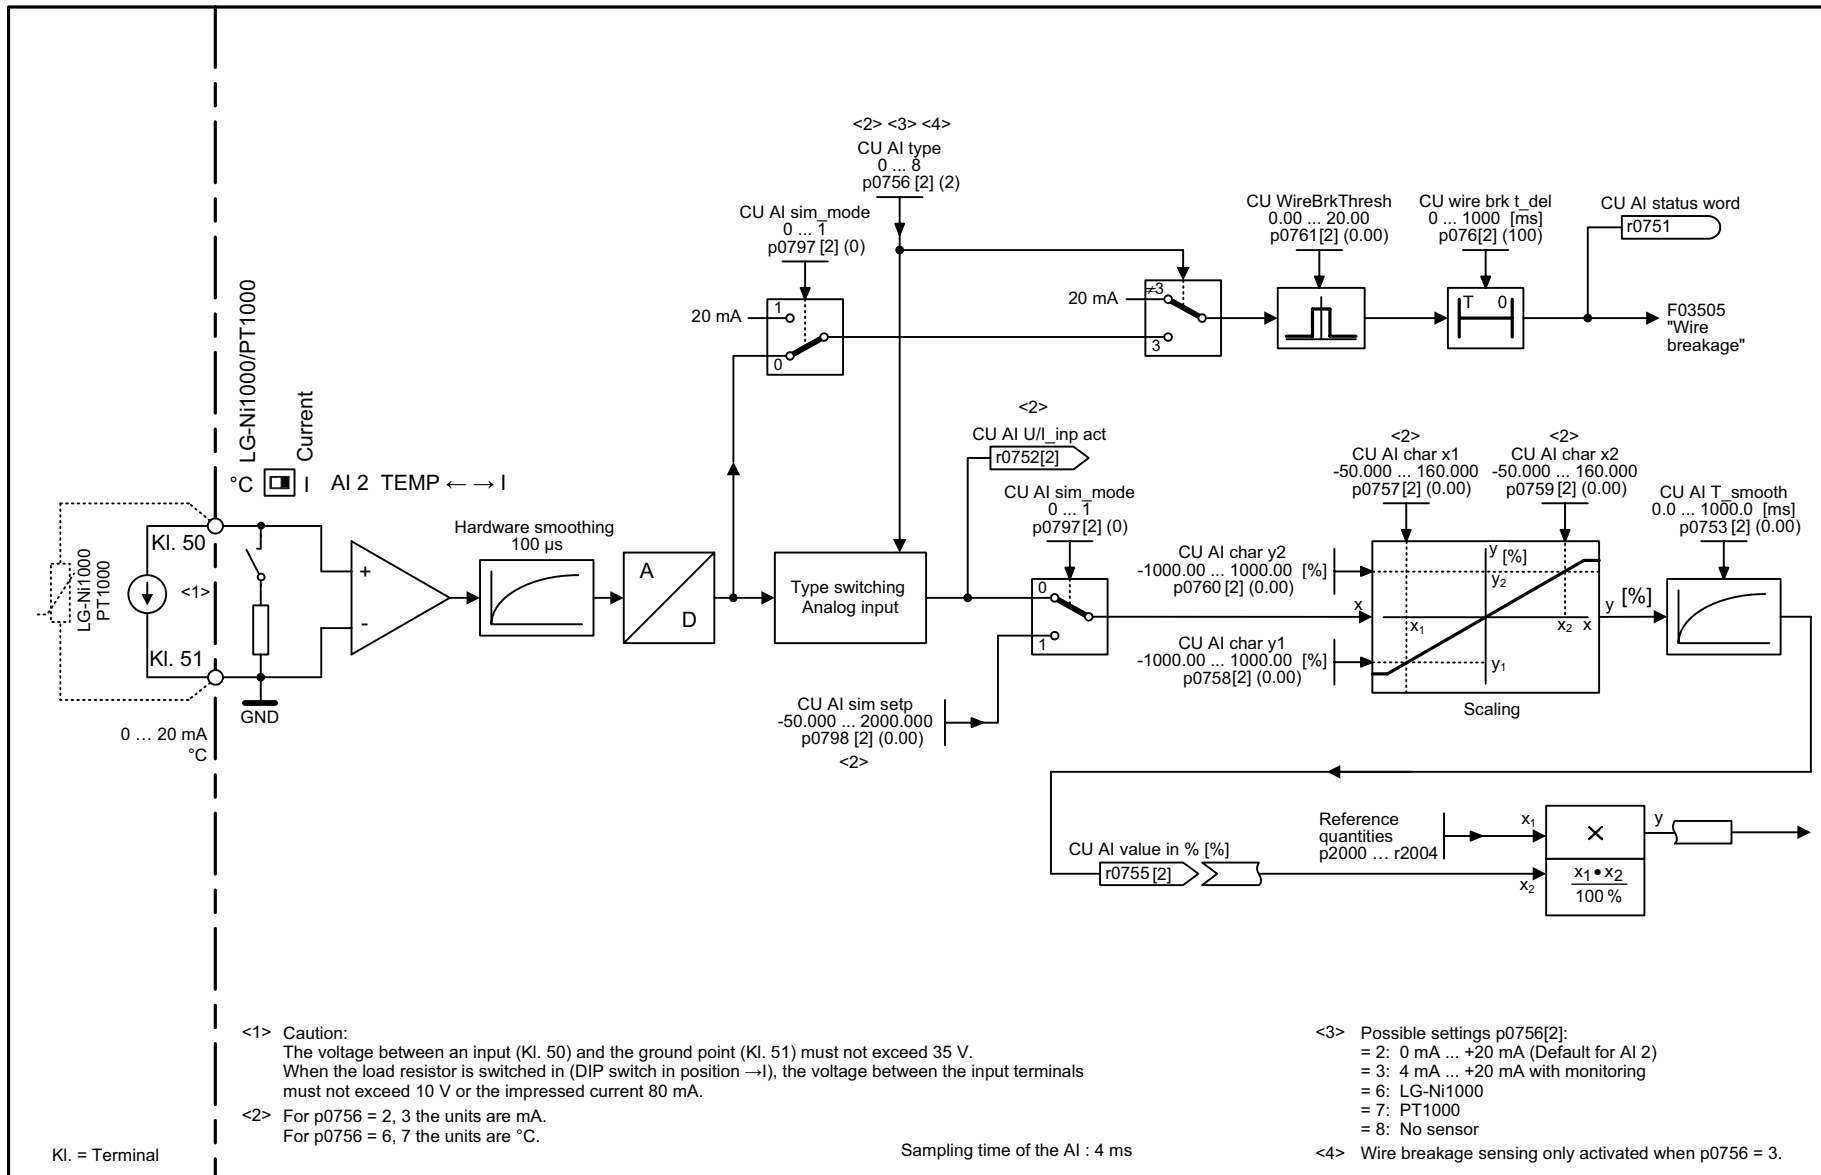 <2> <3> <4>
CU AI type
0 ... 8
p0756 [2] (2)
CU AI sim_mode
0 ... 1
p0797 [2] (0)
CU WireBrkThresh
0.00 ... 20.00
p0761[2] (0.00)
CU wire brk t_del
0 ... 1000 [ms]
p076[2] (100)
CU AI status word
r0751
20 mA
1
0
20 mA
≠3
3
T 0
F03505
"Wire
breakage"
LG-Ni1000/PT1000
Current
°C I AI 2 TEMP ← → I
<2>
CU AI U/I_inp act
r0752[2]
CU AI sim_mode
0 ... 1
p0797 [2] (0)
<2>
CU AI char x1
-50.000 ... 160.000
p0757[2] (0.00)
<2>
CU AI char x2
-50.000 ... 160.000
p0759[2] (0.00)
CU AI T_smooth
0.0 ... 1000.0 [ms]
p0753 [2] (0.00)
Kl. 50
Kl. 51
LG-Ni1000
PT1000
<1>
+
-
GND
0 … 20 mA
°C
Hardware smoothing
100 µs
A
D
Type switching
Analog input
0
1
CU AI char y2
-1000.00 ... 1000.00 [%]
p0760 [2] (0.00)
x
CU AI char y1
-1000.00 ... 1000.00 [%]
p0758[2] (0.00)
y [%]
y2
x1
x2 x
y1
Scaling
y [%]
CU AI sim setp
-50.000 ... 2000.000
p0798 [2] (0.00)
<2>
CU AI value in % [%]
r0755 [2]
Reference
quantities
p2000 … r2004
x1
x2
×
x1 • x2
100 %
y
<1> Caution:
The voltage between an input (Kl. 50) and the ground point (Kl. 51) must not exceed 35 V.
When the load resistor is switched in (DIP switch in position →I), the voltage between the input terminals
must not exceed 10 V or the impressed current 80 mA.
<2> For p0756 = 2, 3 the units are mA.
For p0756 = 6, 7 the units are °C.
Kl. = Terminal
Sampling time of the AI : 4 ms
<3> Possible settings p0756[2]:
= 2: 0 mA ... +20 mA (Default for AI 2)
= 3: 4 mA ... +20 mA with monitoring
= 6: LG-Ni1000
= 7: PT1000
= 8: No sensor
<4> Wire breakage sensing only activated when p0756 = 3.